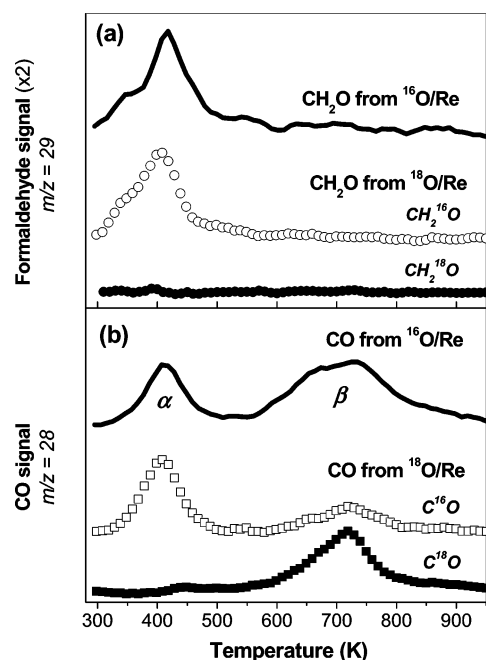 (a)
CH₂O from ¹⁶O/Re
CH₂O from ¹⁸O/Re
CH₂¹⁶O
CH₂¹⁸O
Formaldehyde signal (x2)
m/z = 29
(b)
CO from ¹⁶O/Re
α
β
CO from ¹⁸O/Re
C¹⁶O
C¹⁸O
CO signal
m/z = 28
300 400 500 600 700 800 900
Temperature (K)